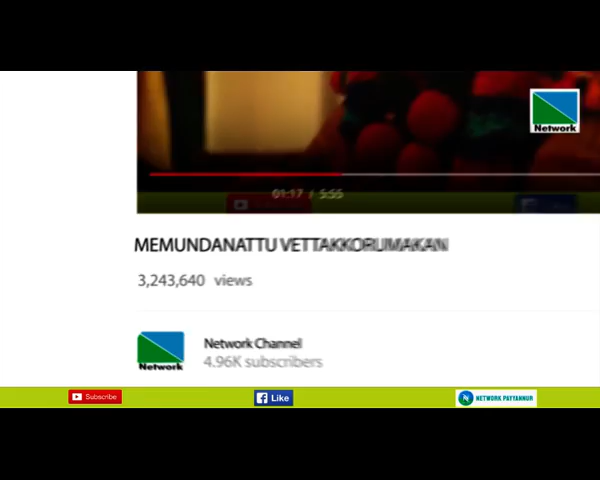 Network
01:17 / 5:55
MEMUNDANATTU VETTAKKORUMAKAN
3,243,640 views
Network Channel
4.96K subscribers
Network
Subscribe
Like
NETWORK PAYYANNUR